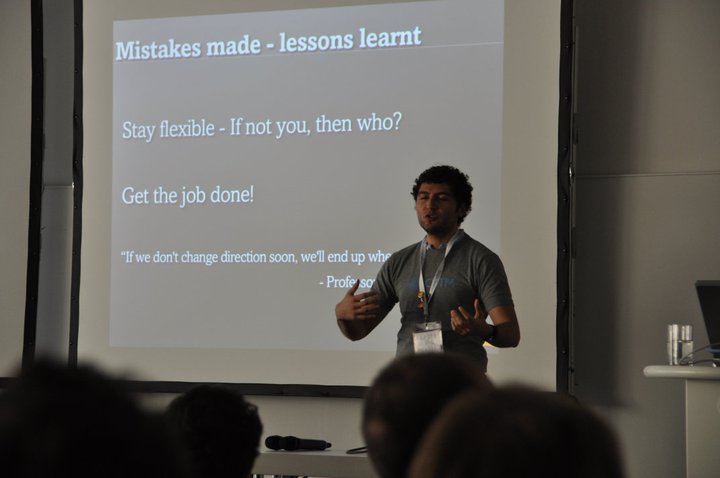 Mistakes made - lessons learnt
Stay flexible - If not you, then who?
Get the job done!
“If we don't change direction soon, we'll end up
- Professo